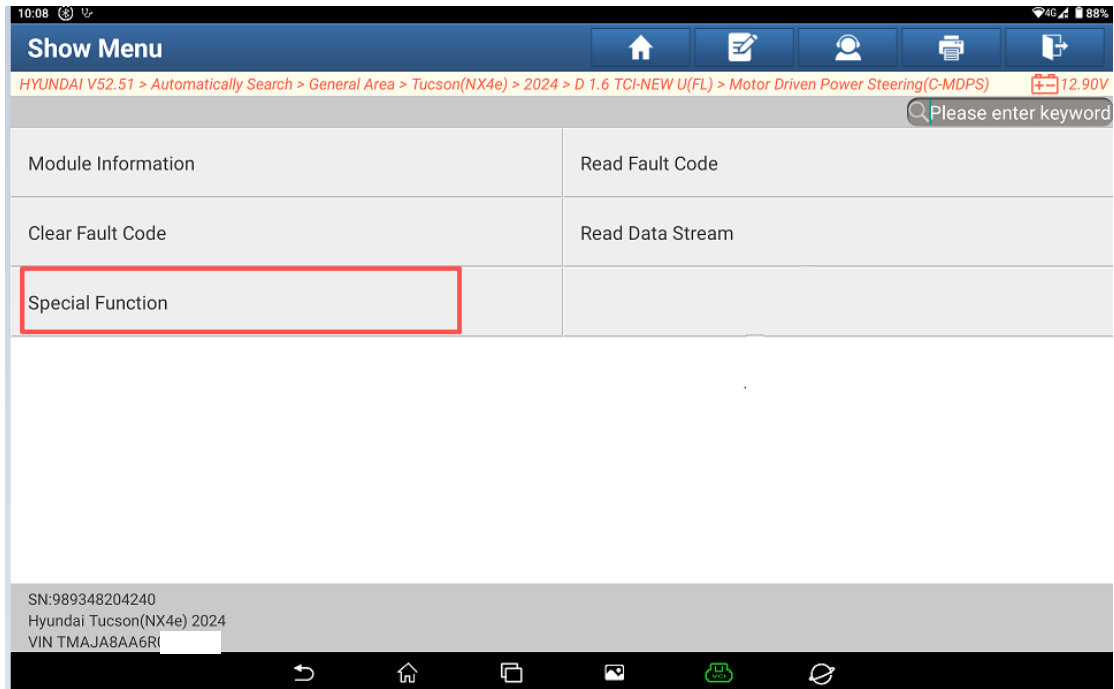 10:08 4G 88%
Show Menu
HYUNDAI V52.51 > Automatically Search > General Area > Tucson(NX4e) > 2024 > D 1.6 TCI-NEW U(FL) > Motor Driven Power Steering(C-MDPS) 12.90V
Please enter keyword
Module Information
Read Fault Code
Clear Fault Code
Read Data Stream
Special Function
SN:989348204240
Hyundai Tucson(NX4e) 2024
VIN TMAJA8AA6R
VCI